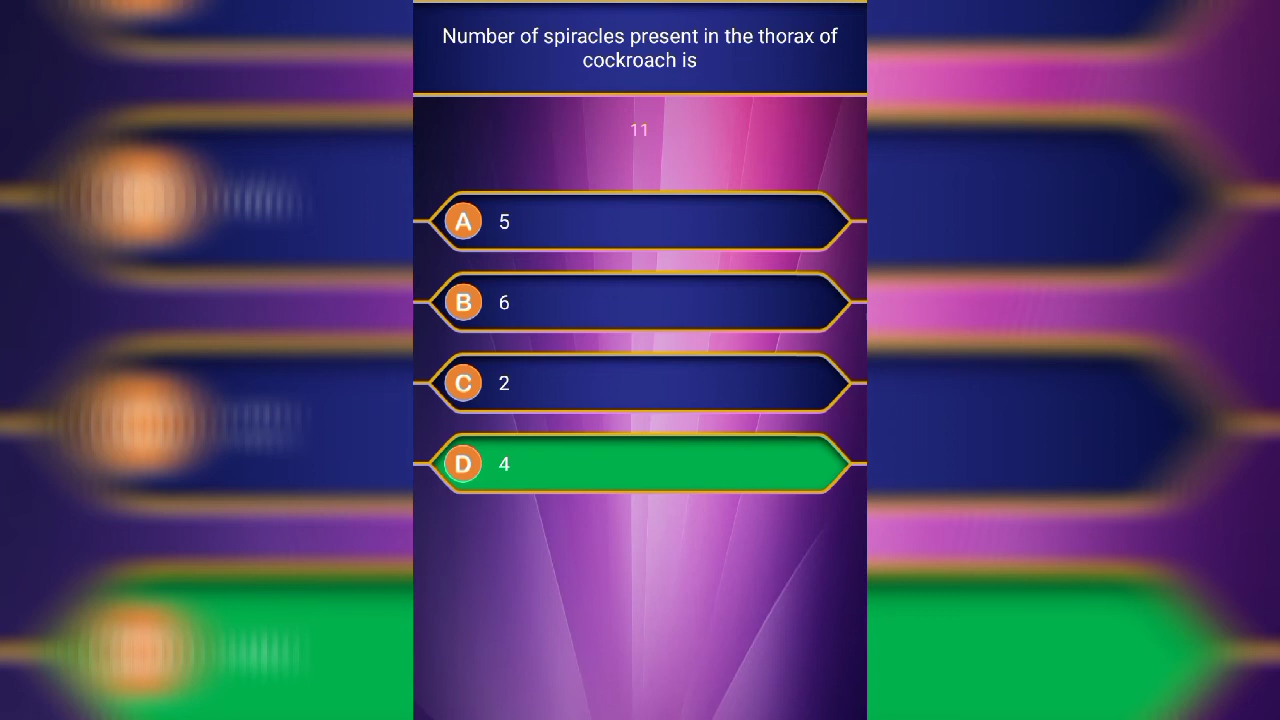 Number of spiracles present in the thorax of
cockroach is
11
A 5
B 6
C 2
D 4